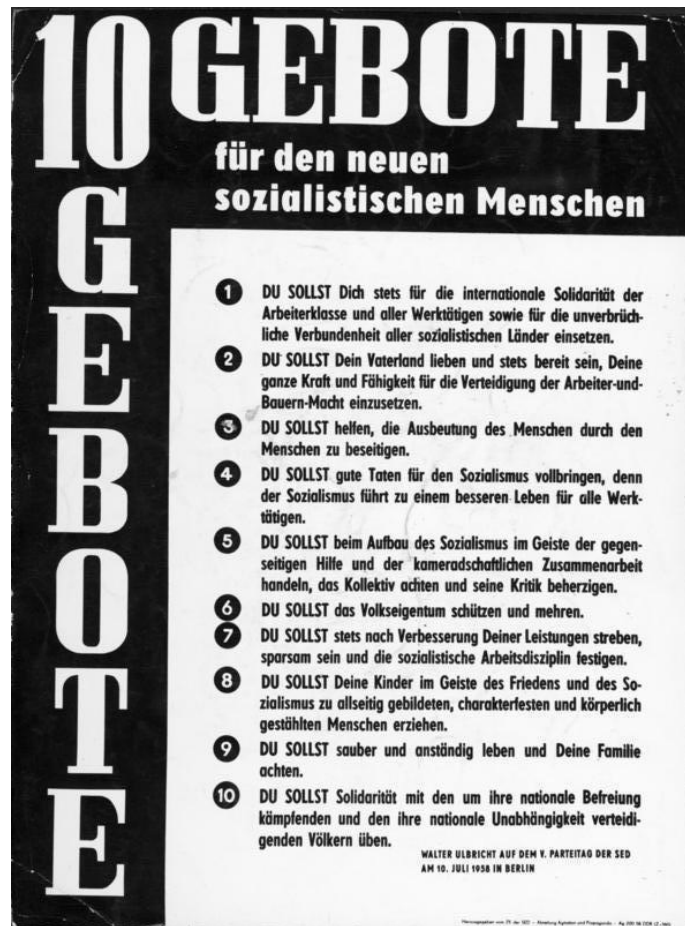 10 GEBOTE
GEBOTE
für den neuen
sozialistischen Menschen
1 DU SOLLST Dich stets für die internationale Solidarität der
Arbeiterklasse und aller Werktätigen sowie für die unverbrüch-
liche Verbundenheit aller sozialistischen Länder einsetzen.
2 DU SOLLST Dein Vaterland lieben und stets bereit sein, Deine
ganze Kraft und Fähigkeit für die Verteidigung der Arbeiter-und-
Bauern-Macht einzusetzen.
3 DU SOLLST helfen, die Ausbeutung des Menschen durch den
Menschen zu beseitigen.
4 DU SOLLST gute Taten für den Sozialismus vollbringen, denn
der Sozialismus führt zu einem besseren Leben für alle Werk-
tätigen.
5 DU SOLLST beim Aufbau des Sozialismus im Geiste der gegen-
seitigen Hilfe und der kameradschaftlichen Zusammenarbeit
handeln, das Kollektiv achten und seine Kritik beherzigen.
6 DU SOLLST das Volkseigentum schützen und mehren.
7 DU SOLLST stets nach Verbesserung Deiner Leistungen streben,
sparsam sein und die sozialistische Arbeitsdisziplin festigen.
8 DU SOLLST Deine Kinder im Geiste des Friedens und des So-
zialismus zu allseitig gebildeten, charakterfesten und körperlich
gestählten Menschen erziehen.
9 DU SOLLST sauber und anständig leben und Deine Familie
achten.
10 DU SOLLST Solidarität mit den um ihre nationale Befreiung
kämpfenden und den ihre nationale Unabhängigkeit verteidi-
genden Völkern üben.
WALTER ULBRICHT AUF DEM V. PARTEITAG DER SED
AM 10. JULI 1958 IN BERLIN